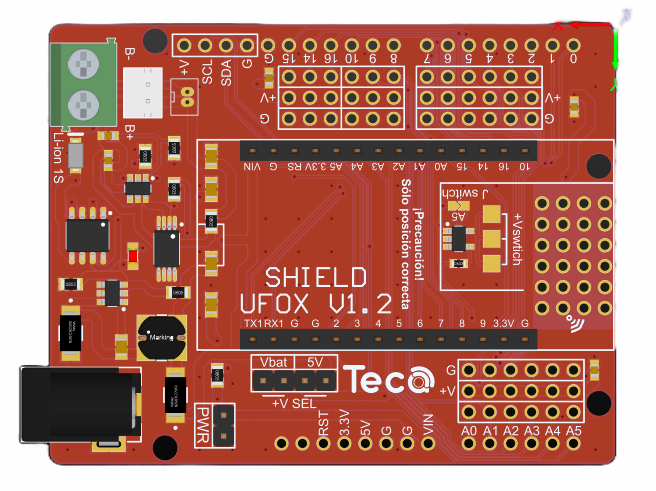 B-
B+
Li-ion 1S
+V
SCL
SDA
G
G 15 14 16 10 9 8
7 6 5 4 3 2 1 0
+V
G
+V
G
VIN G RS 3.3V A5 A4 A3 A2 A1 A0 15 14 16 10
¡Precaución!
Sólo posición correcta
J switch
A5
+Vswtich
SHIELD
UFOX V1.2
TX1 RX1 G G 2 3 4 5 6 7 8 9 3.3V G
Marking
Vbat 5V
+V SEL
Teca
PWR
RST
3.3V
5V
G
G
VIN
G
+V
A0 A1 A2 A3 A4 A5